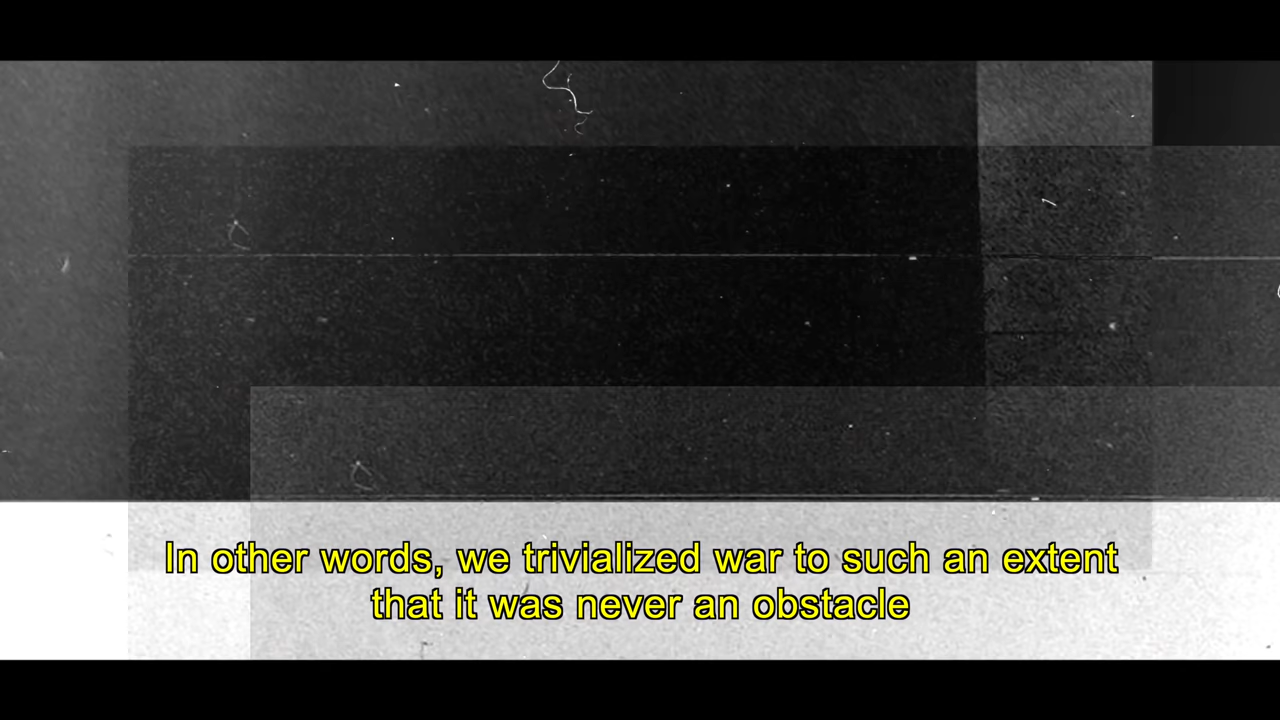 In other words, we trivialized war to such an extent
that it was never an obstacle